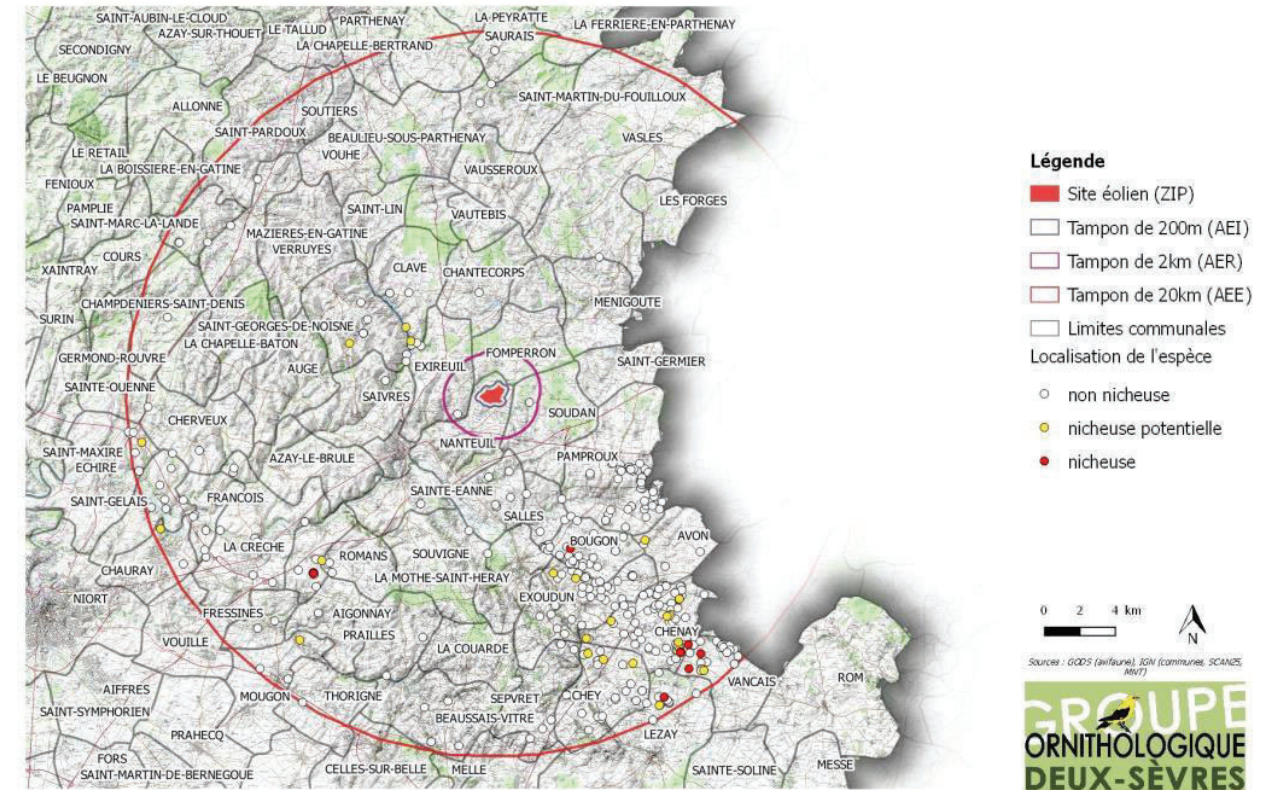 SAINT-AUBIN-LE-CLOUD
PARTHENAY
LA PEYRATTE
LA FERRIERE-EN-PARTHENAY
AZAY-SUR-THOUET
LE TALLUD
SAURAIS
SECONDIGNY
LA CHAPELLE-BERTRAND
LE BEUGNON
ALLONNE
SOUTIERS
SAINT-MARTIN-DU-FOUILLOUX
SAINT-PARDOUX
BEAULIEU-SOUS-PARTHENAY
VASLES
LE RETAIL
VOUHE
LA BOISSIERE-EN-GATINE
VAUSSEROUX
FENIOUX
PAMPLIE
SAINT-LIN
VAUTEBIS
LES FORGES
SAINT-MARC-LA-LANDE
MAZIERES-EN-GATINE
VERRUYES
COURS
XAINTRAY
CLAVE
CHANTECORPS
CHAMPDENIERS-SAINT-DENIS
MENIGOUTE
SURIN
SAINT-GEORGES-DE-NOISNE
LA CHAPELLE-BATON
GERMOND-ROUVRE
FOMPERRON
SAINT-GERMIER
AUGE
EXIREUIL
SAINTE-OUENNE
SAIVRES
SOUDAN
CHERVEUX
NANTEUIL
SAINT-MAXIRE
ECHIRE
AZAY-LE-BRULE
PAMPROUX
SAINT-GELAIS
FRANCOIS
SAINTE-EANNE
SALLES
LA CRECHE
ROMANS
SOUVIGNE
BOUGON
AVON
CHAURAY
LA MOTHE-SAINT-HERAY
NIORT
EXOUDUN
FRESSINES
AIGONNAY
VOUILLE
PRAILLES
CHENAY
LA COUARDE
VANCAIS
ROM
AIFFRES
MOUGON
THORIGNE
SEPVRET
CHEY
SAINT-SYMPHORIEN
BEAUSSAIS-VITRE
PRAHECQ
LEZAY
FORS
SAINT-MARTIN-DE-BERNEGOUE
CELLES-SUR-BELLE
MELLE
SAINTE-SOLINE
MESSE
Légende
Site éolien (ZIP)
Tampon de 200m (AEI)
Tampon de 2km (AER)
Tampon de 20km (AEE)
Limites communales
Localisation de l'espèce
non nicheuse
nicheuse potentielle
nicheuse
0 2 4 km
N
Sources : GODS (avifaune), IGN (communes, SCAN25, MNT)
GROUPE
ORNITHOLOGIQUE
DEUX-SÈVRES